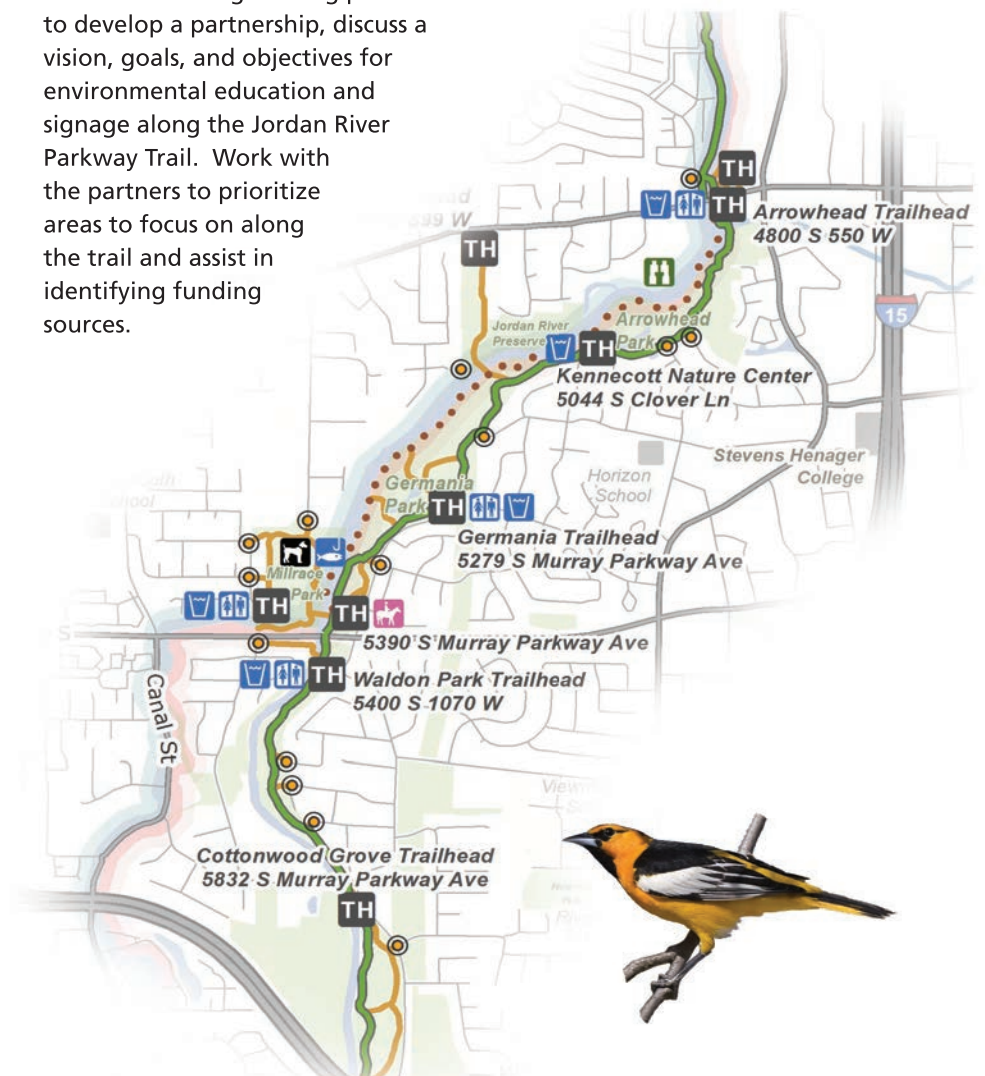 to develop a partnership, discuss a
vision, goals, and objectives for
environmental education and
signage along the Jordan River
Parkway Trail. Work with
the partners to prioritize
areas to focus on along
the trail and assist in
identifying funding
sources.
TH
TH
Arrowhead Trailhead
4800 S 550 W
599 W
TH
15
Jordan River
Preserve
Arrowhead
Park
TH
Kennecott Nature Center
5044 S Clover Ln
Stevens Henager
College
Horizon
School
Germania
Park
TH
Germania Trailhead
5279 S Murray Parkway Ave
Millrace
Park
TH
TH
S
5390 S Murray Parkway Ave
TH
Waldon Park Trailhead
5400 S 1070 W
Canal St
Cottonwood Grove Trailhead
5832 S Murray Parkway Ave
TH